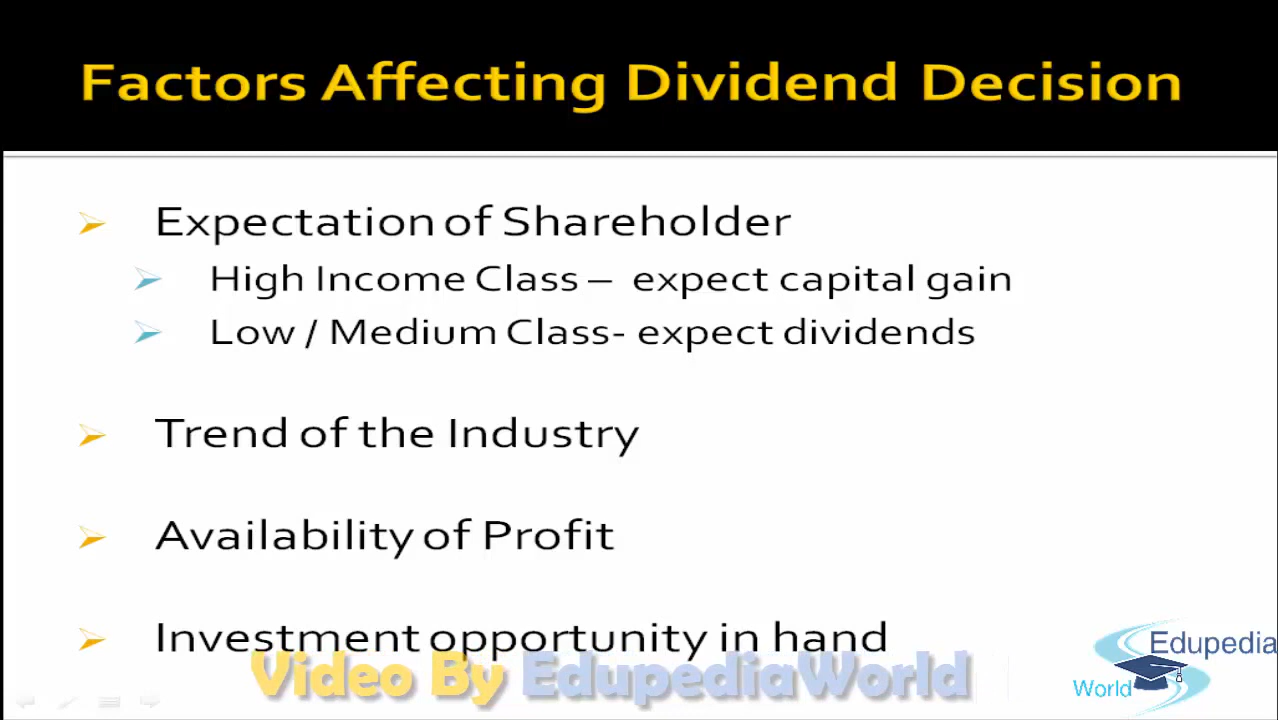 Factors Affecting Dividend Decision
Expectation of Shareholder
High Income Class – expect capital gain
Low / Medium Class- expect dividends
Trend of the Industry
Availability of Profit
Investment opportunity in hand
Video By EdupediaWorld
Edupedia
World